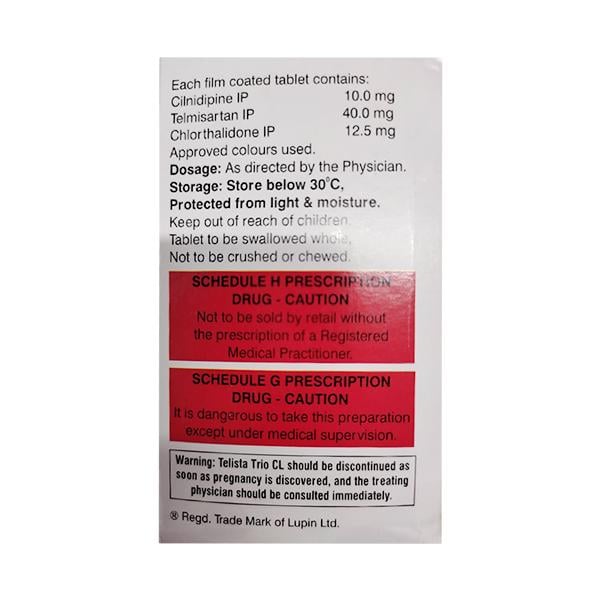 Each film coated tablet contains:
Cilnidipine IP 10.0 mg
Telmisartan IP 40.0 mg
Chlorthalidone IP 12.5 mg
Approved colours used.
Dosage: As directed by the Physician.
Storage: Store below 30°C,
Protected from light & moisture.
Keep out of reach of children.
Tablet to be swallowed whole,
Not to be crushed or chewed.
SCHEDULE H PRESCRIPTION
DRUG - CAUTION
Not to be sold by retail without
the prescription of a Registered
Medical Practitioner.
SCHEDULE G PRESCRIPTION
DRUG - CAUTION
It is dangerous to take this preparation
except under medical supervision.
Warning: Telista Trio CL should be discontinued as
soon as pregnancy is discovered, and the treating
physician should be consulted immediately.
® Regd. Trade Mark of Lupin Ltd.